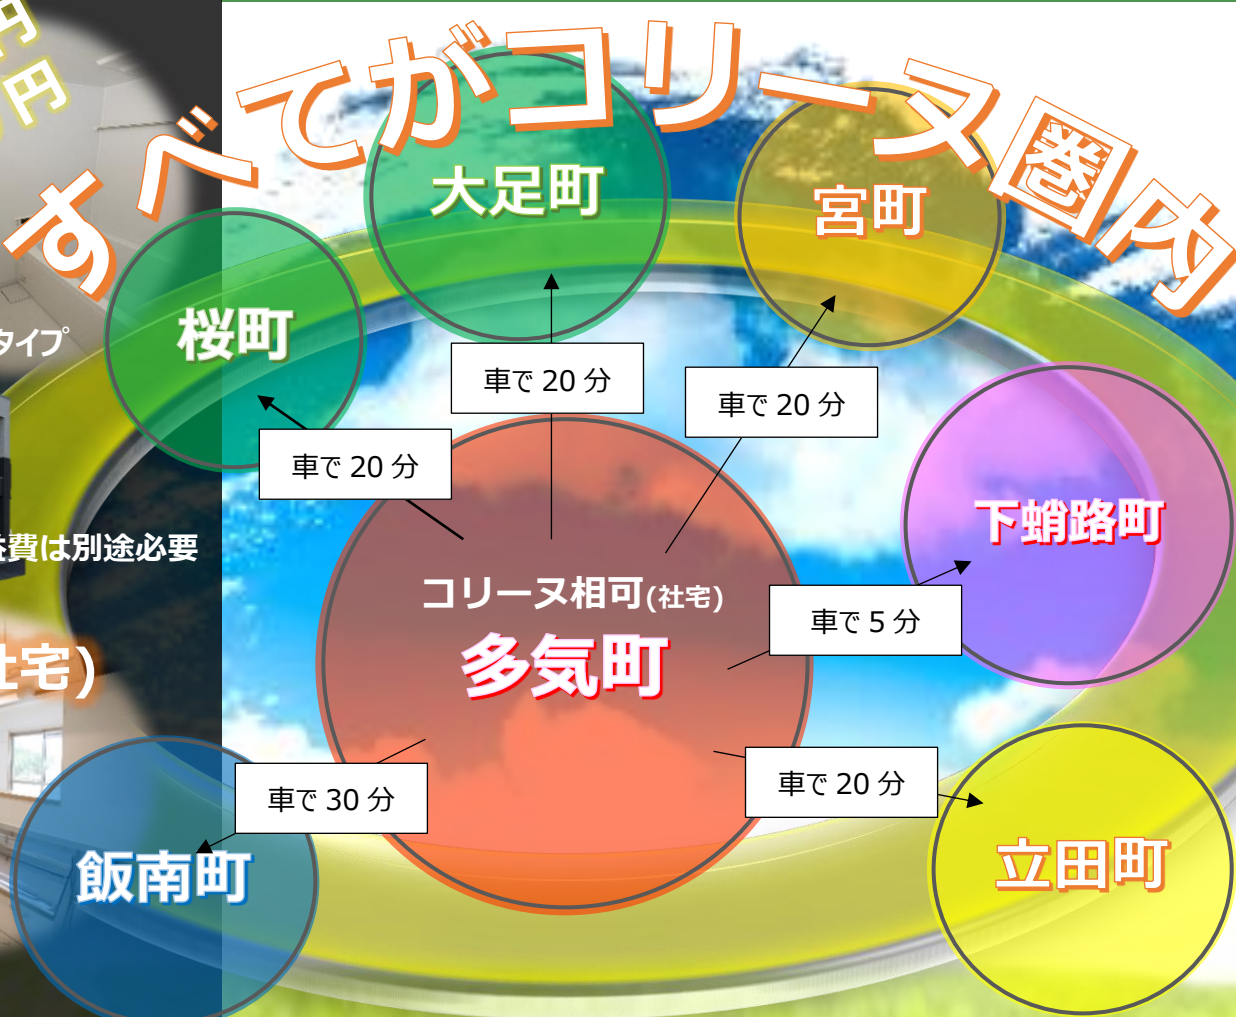 円
円
すべてがコリーヌ圏内
大足町
宮町
桜町
タイプ
車で 20 分
車で 20 分
車で 20 分
下蛸路町
費は別途必要
コリーヌ相可(社宅)
多気町
車で 5 分
社宅)
車で 30 分
車で 20 分
飯南町
立田町